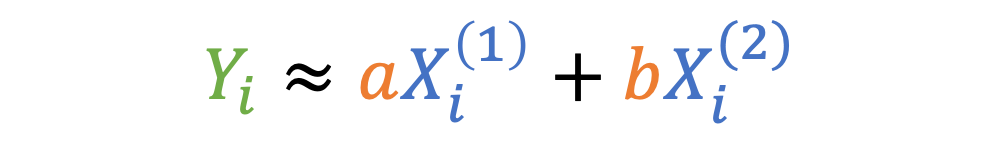 Yᵢ ≈ aXᵢ⁽¹⁾ + bXᵢ⁽²⁾